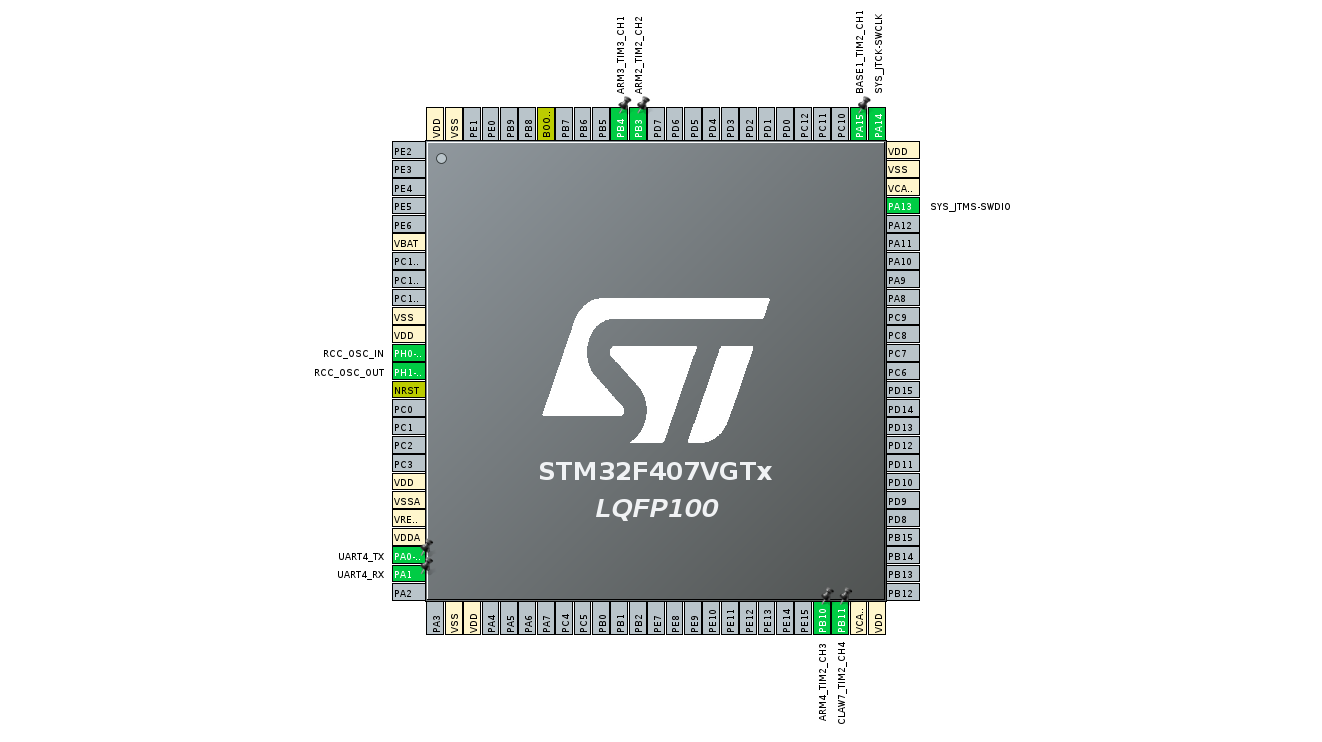 ARM3_TIM3_CH1
ARM2_TIM2_CH2
BASE1_TIM2_CH1
SYS_JTCK-SWCLK
VDD
VSS
PE1
PE0
PB9
PB8
BOO..
PB7
PB6
PB5
PB4
PB3
PD7
PD6
PD5
PD4
PD3
PD2
PD1
PD0
PC12
PC11
PC10
PA15
PA14
PE2
PE3
PE4
PE5
PE6
VBAT
PC1..
PC1..
PC1..
VSS
VDD
RCC_OSC_IN PH0-..
RCC_OSC_OUT PH1-..
NRST
PC0
PC1
PC2
PC3
VDD
VSSA
VRE..
VDDA
UART4_TX PA0-..
UART4_RX PA1
PA2
ST
STM32F407VGTx
LQFP100
VDD
VSS
VCA..
PA13 SYS_JTMS-SWDIO
PA12
PA11
PA10
PA9
PA8
PC9
PC8
PC7
PC6
PD15
PD14
PD13
PD12
PD11
PD10
PD9
PD8
PB15
PB14
PB13
PB12
PA3
VSS
VDD
PA4
PA5
PA6
PA7
PC4
PC5
PB0
PB1
PB2
PE7
PE8
PE9
PE10
PE11
PE12
PE13
PE14
PE15
PB10
PB11
VCA..
VDD
ARM4_TIM2_CH3
CLAW7_TIM2_CH4